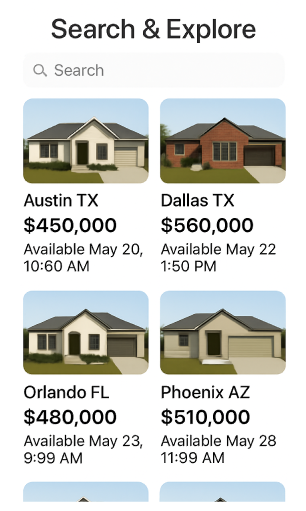 Search & Explore
Search
Austin TX
$450,000
Available May 20,
10:60 AM
Dallas TX
$560,000
Available May 22
1:50 PM
Orlando FL
$480,000
Available May 23,
9:99 AM
Phoenix AZ
$510,000
Available May 28
11:99 AM